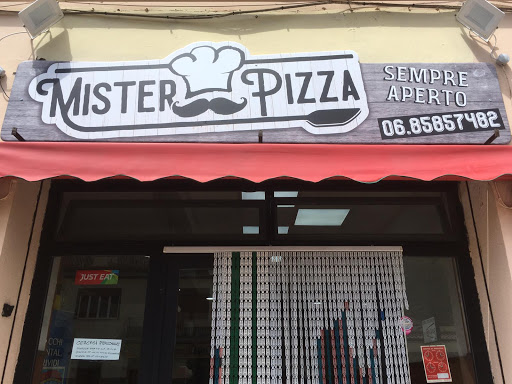 MISTER PIZZA
SEMPRE
APERTO
06.85857482
JUST EAT